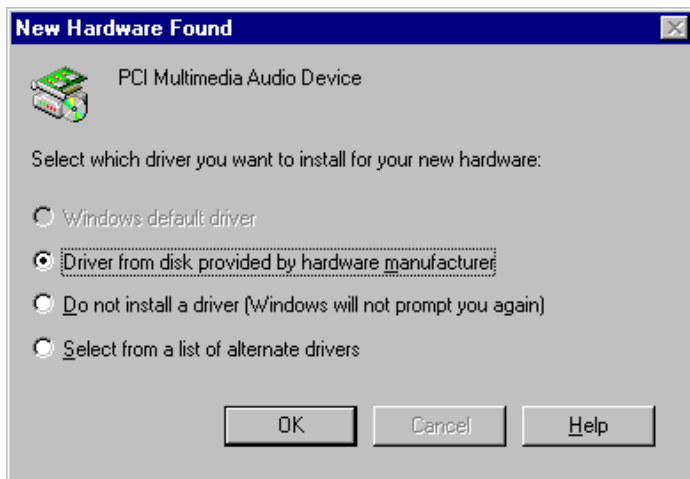 New Hardware Found
PCI Multimedia Audio Device
Select which driver you want to install for your new hardware:
Windows default driver
Driver from disk provided by hardware manufacturer
Do not install a driver (Windows will not prompt you again)
Select from a list of alternate drivers
OK Cancel Help